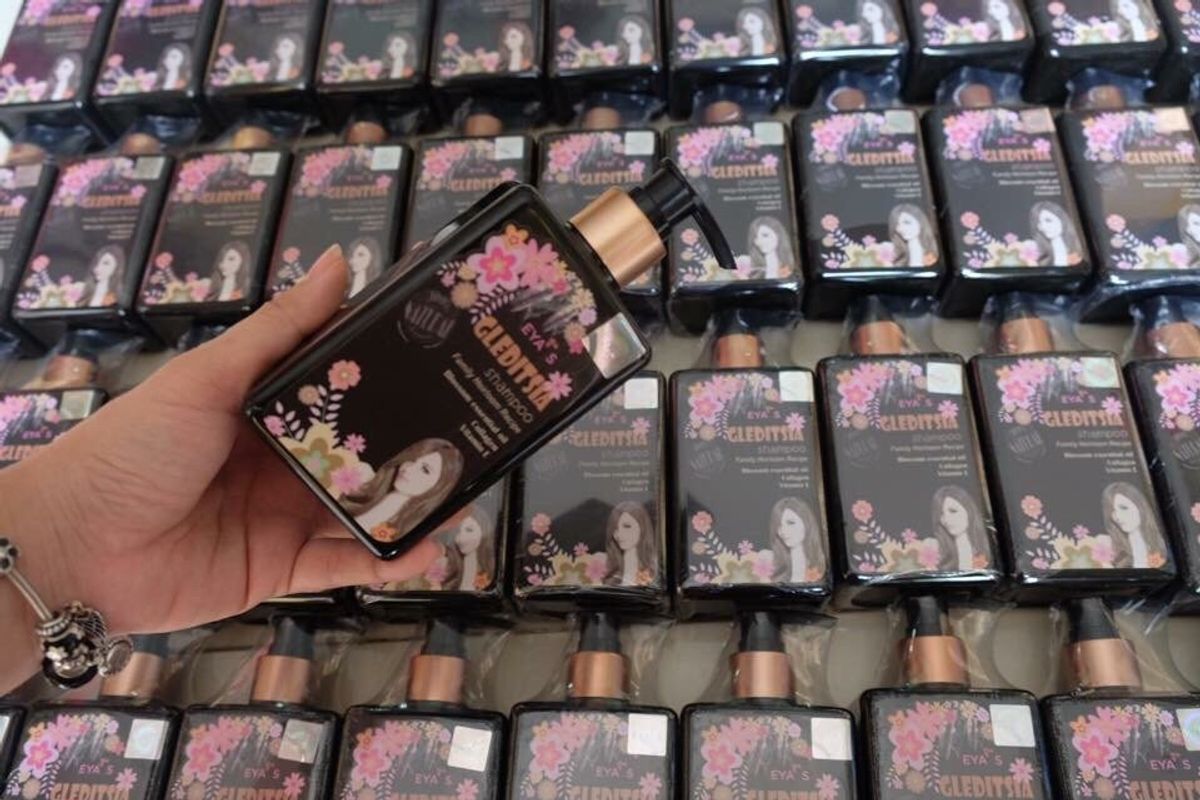 EYA'S
GLEDITSIA
shampoo
Family Heirloom Recipe
Blossom essential oil
Collagen
Vitamin E